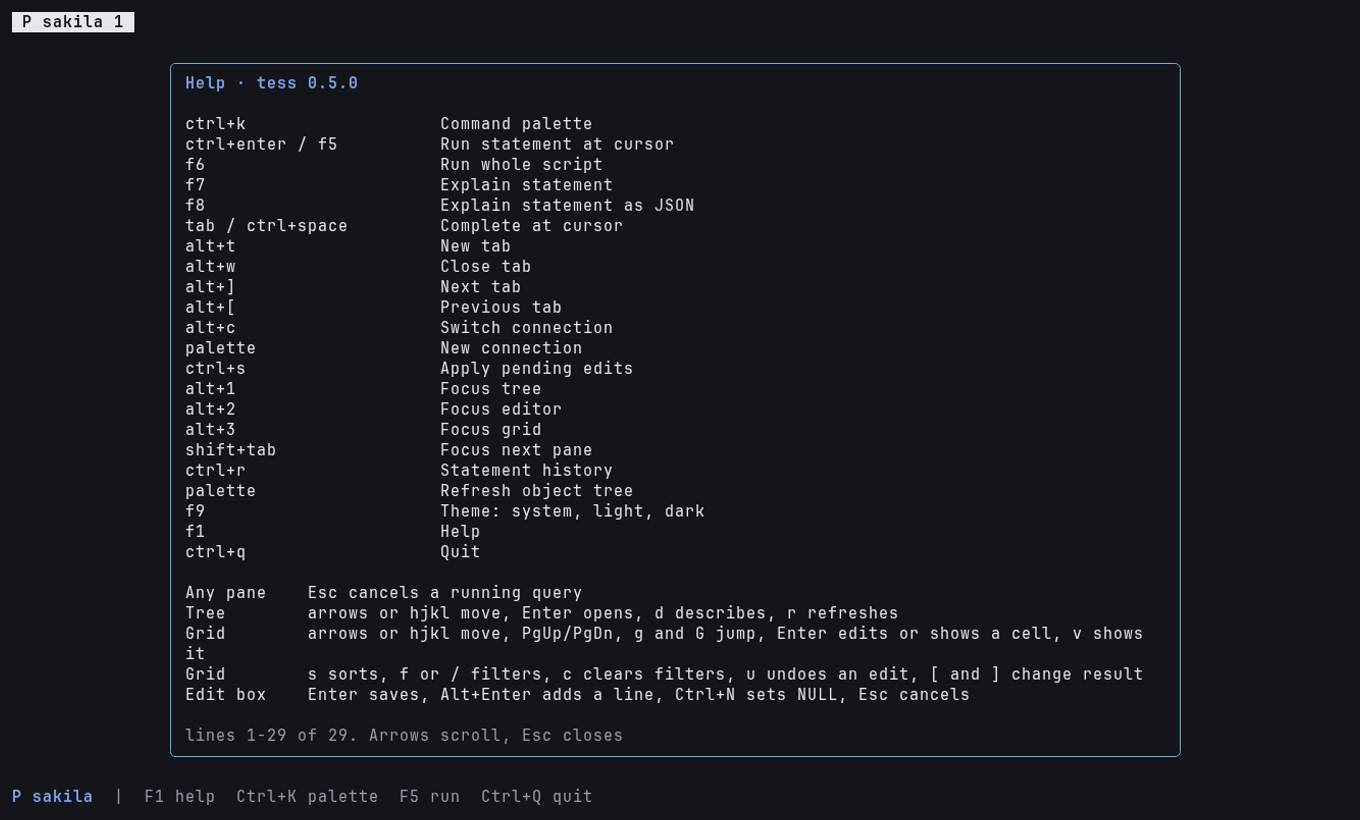 P sakila 1
Help · tess 0.5.0
ctrl+k Command palette
ctrl+enter / f5 Run statement at cursor
f6 Run whole script
f7 Explain statement
f8 Explain statement as JSON
tab / ctrl+space Complete at cursor
alt+t New tab
alt+w Close tab
alt+] Next tab
alt+[ Previous tab
alt+c Switch connection
palette New connection
ctrl+s Apply pending edits
alt+1 Focus tree
alt+2 Focus editor
alt+3 Focus grid
shift+tab Focus next pane
ctrl+r Statement history
palette Refresh object tree
f9 Theme: system, light, dark
f1 Help
ctrl+q Quit
Any pane Esc cancels a running query
Tree arrows or hjkl move, Enter opens, d describes, r refreshes
Grid arrows or hjkl move, PgUp/PgDn, g and G jump, Enter edits or shows a cell, v shows
it
Grid s sorts, f or / filters, c clears filters, u undoes an edit, [ and ] change result
Edit box Enter saves, Alt+Enter adds a line, Ctrl+N sets NULL, Esc cancels
lines 1-29 of 29. Arrows scroll, Esc closes
P sakila | F1 help Ctrl+K palette F5 run Ctrl+Q quit